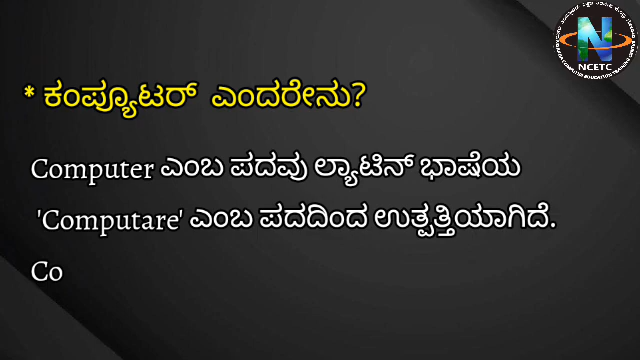 * ಕಂಪ್ಯೂಟರ್ ಎಂದರೇನು?
Computer ಎಂಬ ಪದವು ಲ್ಯಾಟಿನ್ ಭಾಷೆಯ
'Computare' ಎಂಬ ಪದದಿಂದ ಉತ್ಪತ್ತಿಯಾಗಿದೆ.
Co
N
NCETC